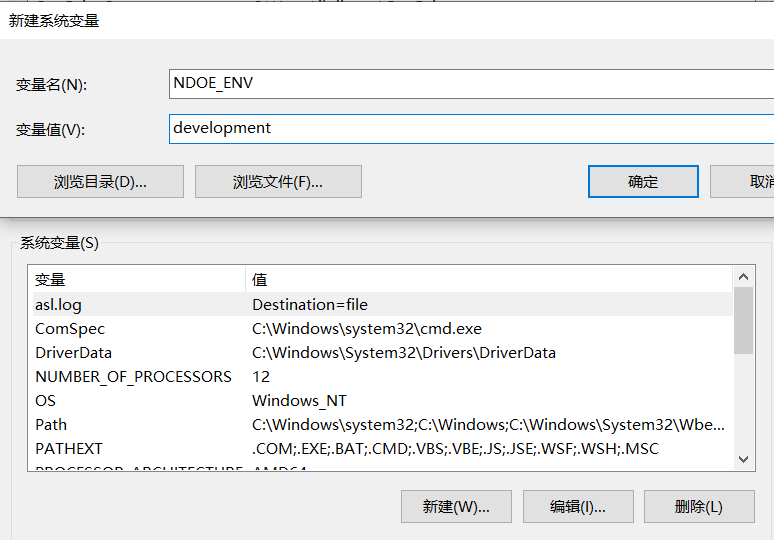 新建系统变量
变量名(N):
NDOE_ENV
变量值(V):
development
浏览目录(D)... 浏览文件(F)... 确定 取消
系统变量(S)
变量 值
asl.log Destination=file
ComSpec C:\Windows\system32\cmd.exe
DriverData C:\Windows\System32\Drivers\DriverData
NUMBER_OF_PROCESSORS 12
OS Windows_NT
Path C:\Windows\system32;C:\Windows;C:\Windows\System32\Wbe...
PATHEXT .COM;.EXE;.BAT;.CMD;.VBS;.VBE;.JS;.JSE;.WSF;.WSH;.MSC
PROCESSOR_ARCHITECTURE AMD64
新建(W)... 编辑(I)... 删除(L)